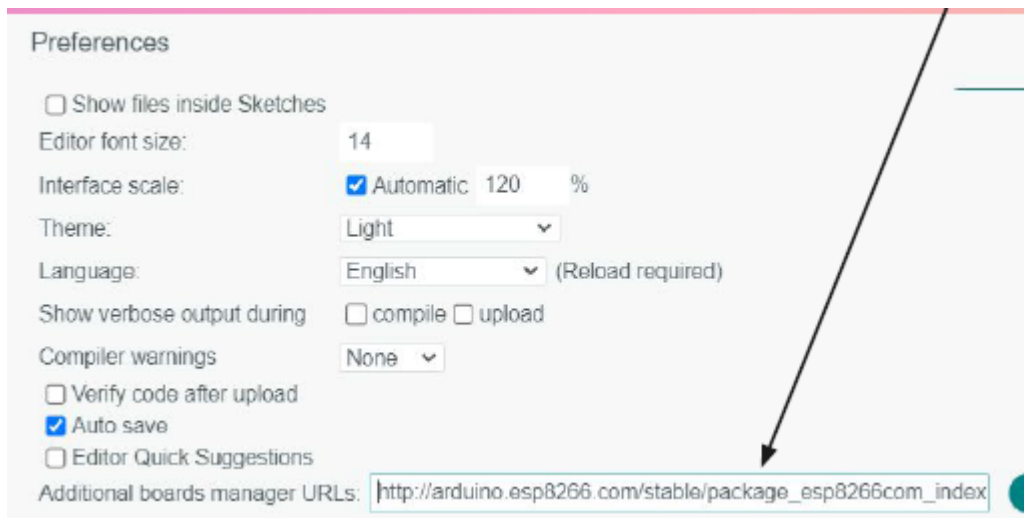 Preferences
Show files inside Sketches
Editor font size: 14
Interface scale: Automatic 120 %
Theme: Light
Language: English (Reload required)
Show verbose output during compile upload
Compiler warnings None
Verify code after upload
Auto save
Editor Quick Suggestions
Additional boards manager URLs: http://arduino.esp8266.com/stable/package_esp8266com_index